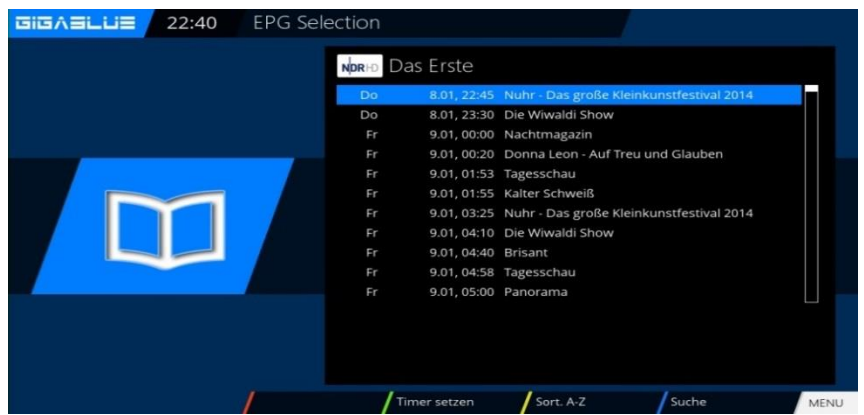 GIGABLUE 22:40 EPG Selection
NDR HD Das Erste
Do 8.01, 22:45 Nuhr - Das große Kleinkunstfestival 2014
Do 8.01, 23:30 Die Wiwaldi Show
Fr 9.01, 00:00 Nachtmagazin
Fr 9.01, 00:20 Donna Leon - Auf Treu und Glauben
Fr 9.01, 01:53 Tagesschau
Fr 9.01, 01:55 Kalter Schweiß
Fr 9.01, 03:25 Nuhr - Das große Kleinkunstfestival 2014
Fr 9.01, 04:10 Die Wiwaldi Show
Fr 9.01, 04:40 Brisant
Fr 9.01, 04:58 Tagesschau
Fr 9.01, 05:00 Panorama
Timer setzen Sort. A-Z Suche MENU